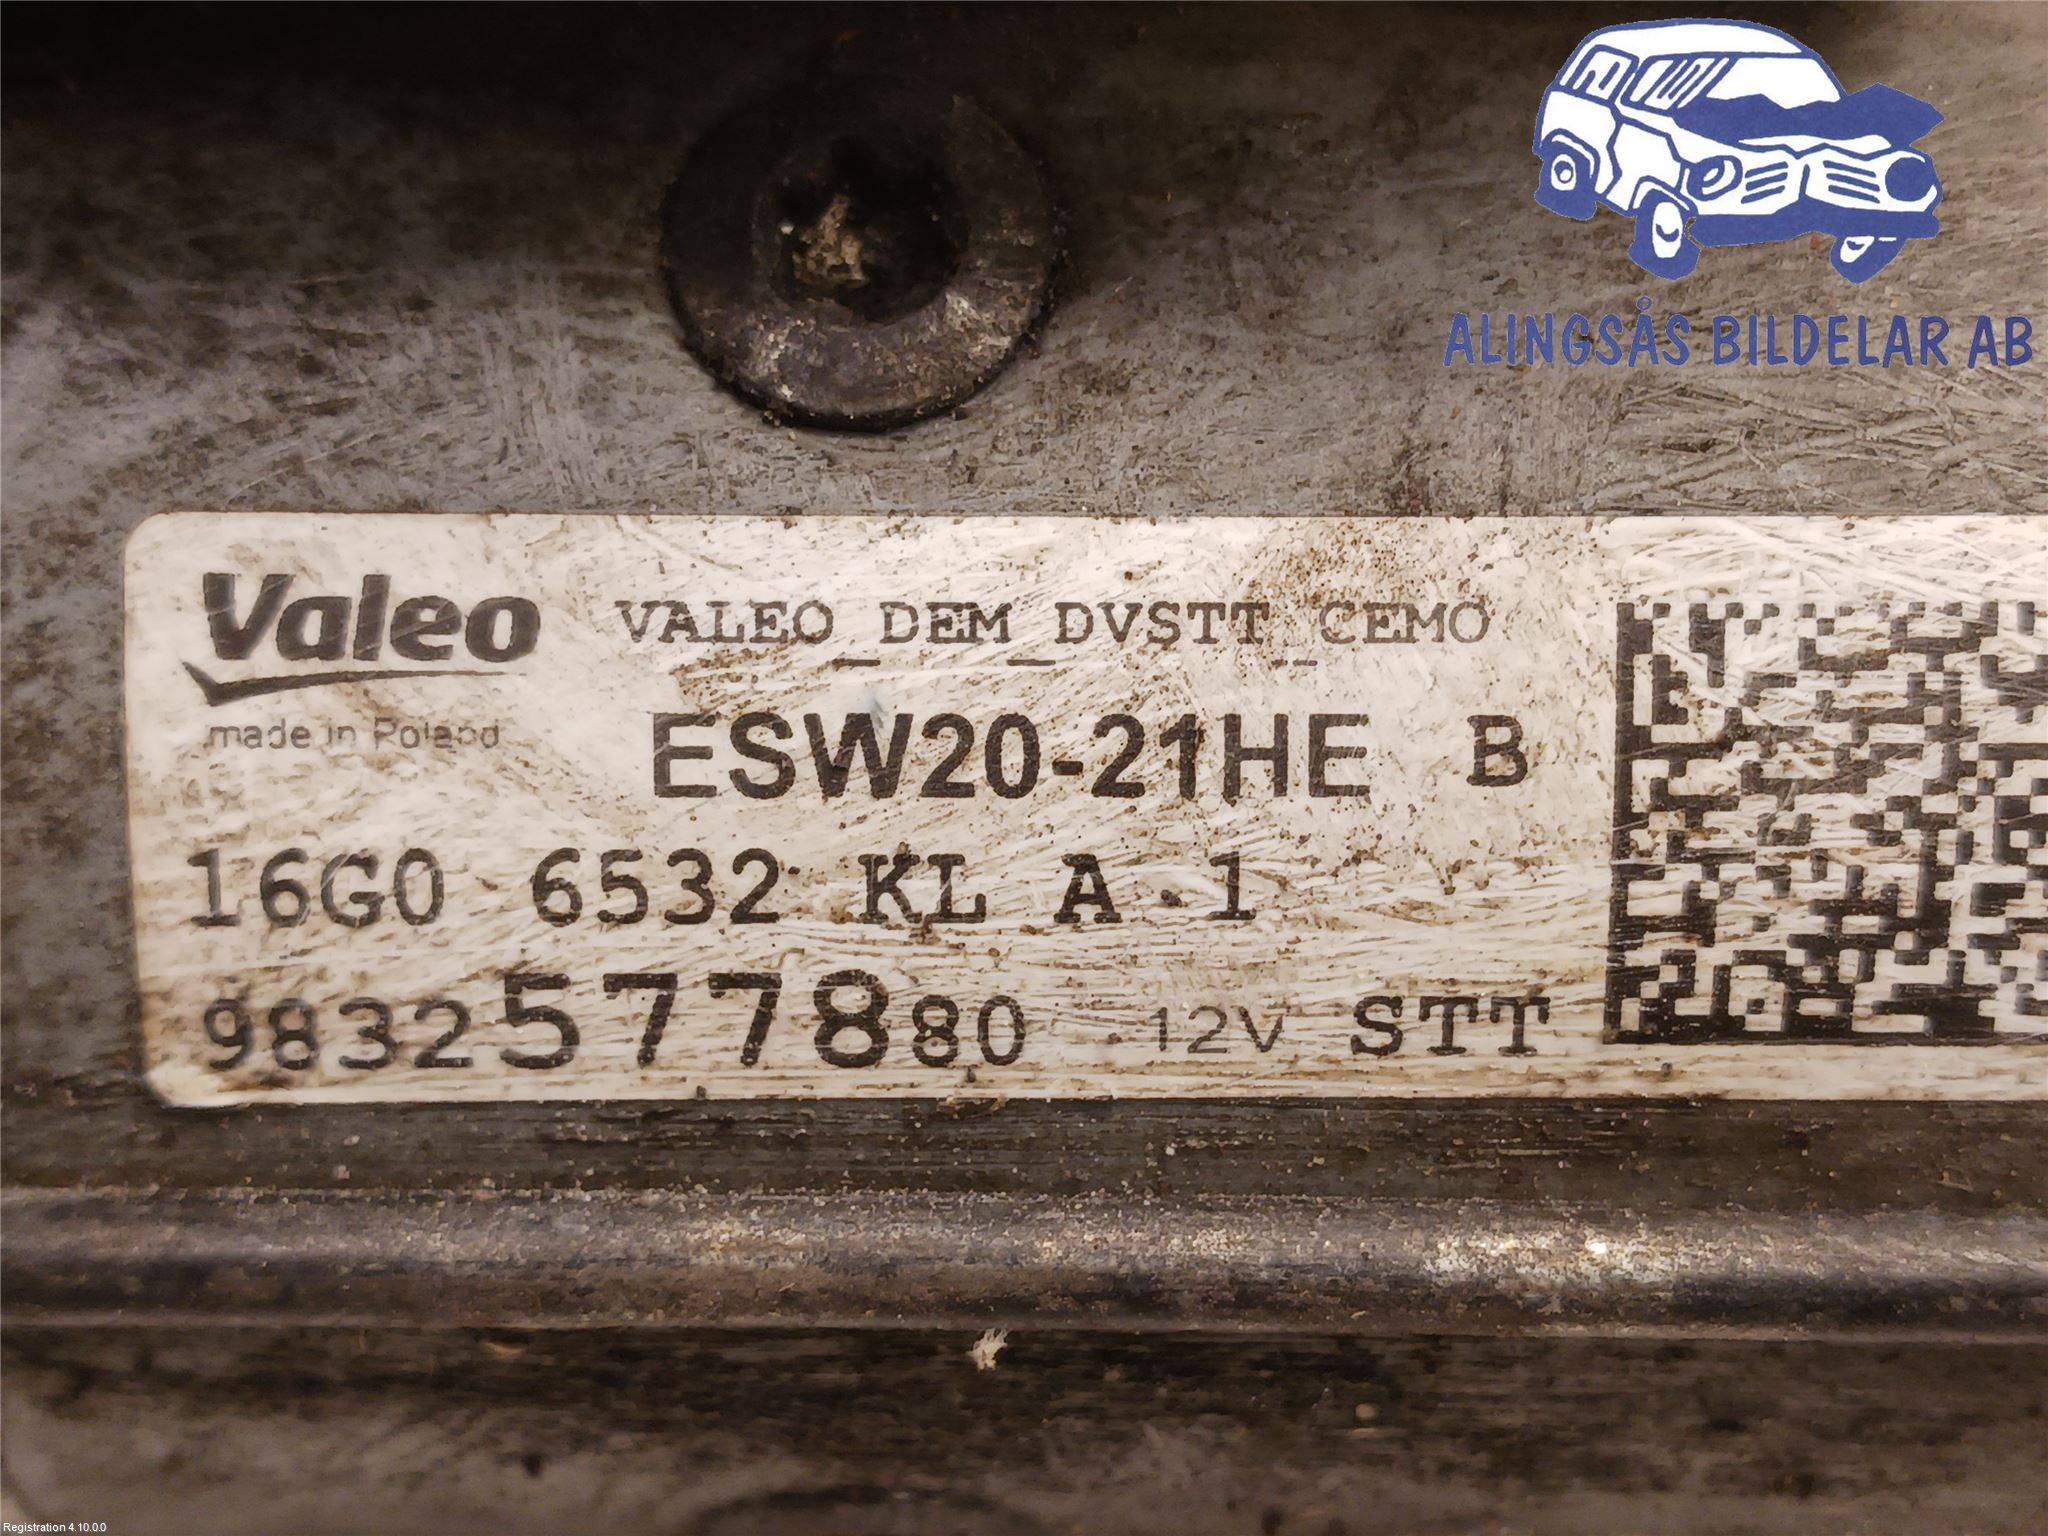 ALINGSÅS BILDELAR AB
Valeo VALEO_DEM_DVSTT_CEMO
made in Poland
ESW20-21HE B
16G0 6532 KL A.1
9832577880 12V STT
Registration 4.10.0.0